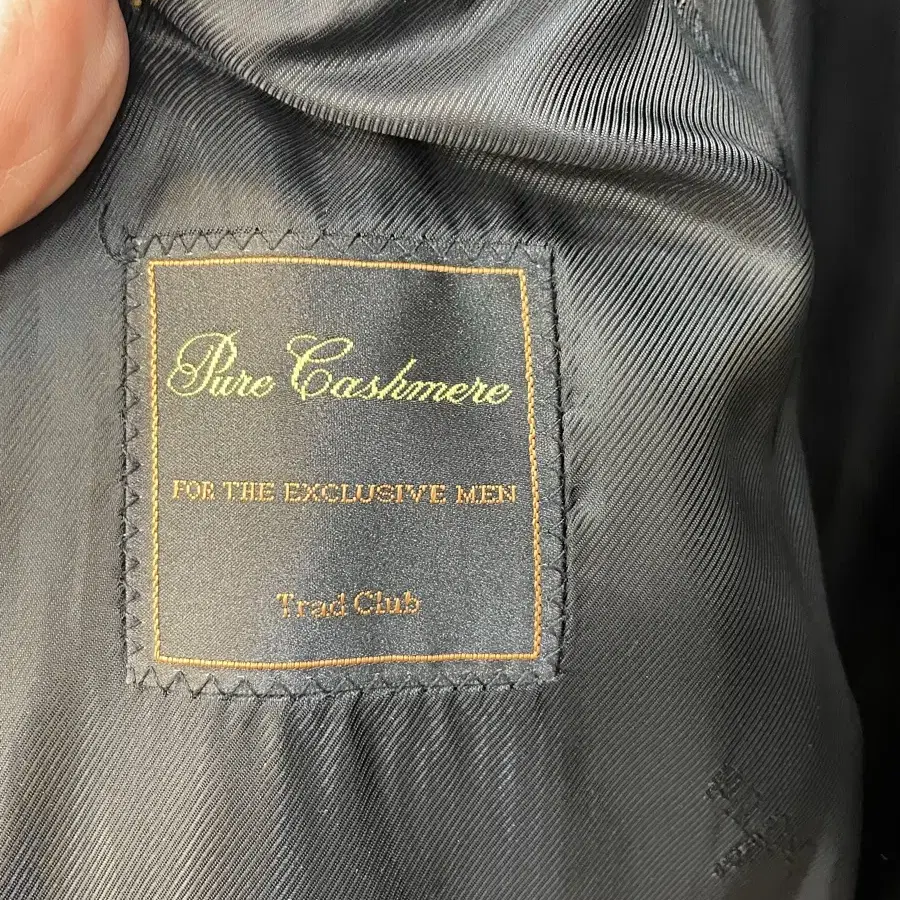 Pure Cashmere
FOR THE EXCLUSIVE MEN
Trad Club